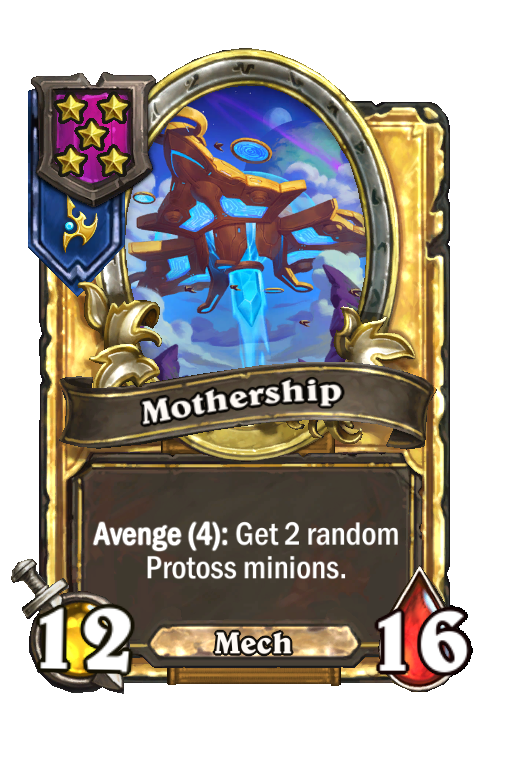 Mothership
Avenge (4): Get 2 random
Protoss minions.
12
Mech
16